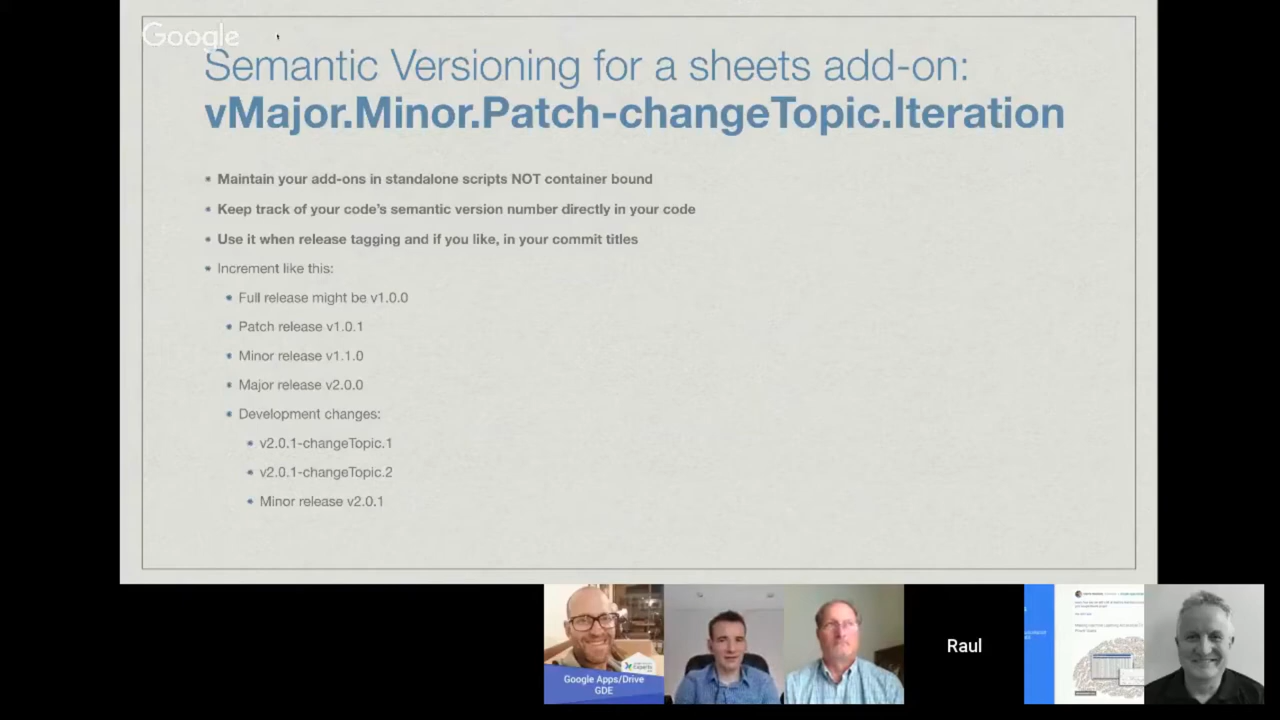 Google
Semantic Versioning for a sheets add-on:
vMajor.Minor.Patch-changeTopic.Iteration
Maintain your add-ons in standalone scripts NOT container bound
Keep track of your code's semantic version number directly in your code
Use it when release tagging and if you like, in your commit titles
Increment like this:
Full release might be v1.0.0
Patch release v1.0.1
Minor release v1.1.0
Major release v2.0.0
Development changes:
v2.0.1-changeTopic.1
v2.0.1-changeTopic.2
Minor release v2.0.1
Experts
Google Apps/Drive
GDE
Raul